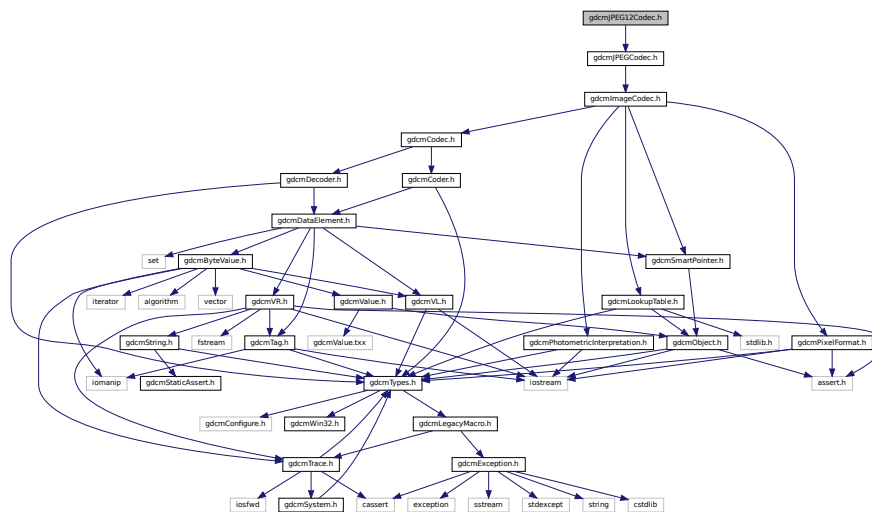 gdcmJPEG12Codec.h
gdcmJPEGCodec.h
gdcmImageCodec.h
gdcmCodec.h
gdcmDecoder.h
gdcmCoder.h
gdcmDataElement.h
set
gdcmByteValue.h
gdcmSmartPointer.h
iterator
algorithm
vector
gdcmVR.h
gdcmValue.h
gdcmVL.h
gdcmLookupTable.h
gdcmString.h
fstream
gdcmTag.h
gdcmValue.txx
gdcmPhotometricInterpretation.h
gdcmObject.h
stdlib.h
gdcmPixelFormat.h
iomanip
gdcmStaticAssert.h
gdcmTypes.h
iostream
assert.h
gdcmConfigure.h
gdcmWin32.h
gdcmLegacyMacro.h
gdcmTrace.h
gdcmException.h
iosfwd
gdcmSystem.h
cassert
exception
sstream
stdexcept
string
cstdlib